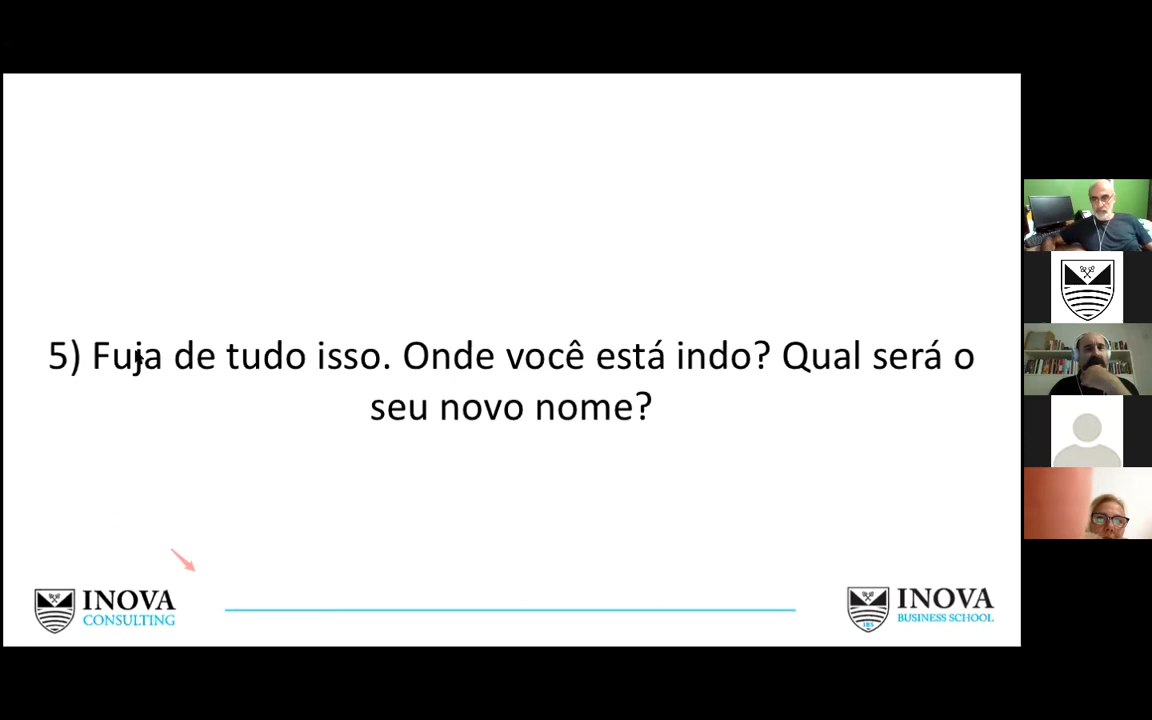 5) Fuja de tudo isso. Onde você está indo? Qual será o
seu novo nome?
INOVA
CONSULTING
INOVA
BUSINESS SCHOOL
IBS